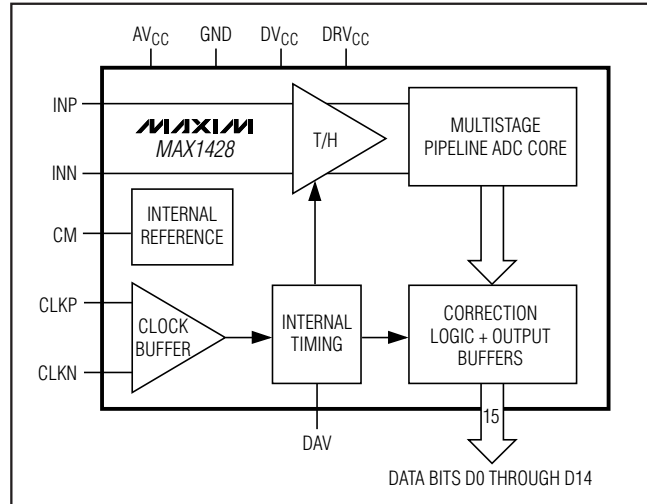 AVCC GND DVCC DRVCC
INP
INN
CM
CLKP
CLKN
MAXIM
MAX1428
T/H
MULTISTAGE
PIPELINE ADC CORE
INTERNAL
REFERENCE
CLOCK
BUFFER
INTERNAL
TIMING
CORRECTION
LOGIC + OUTPUT
BUFFERS
DAV
15
DATA BITS D0 THROUGH D14